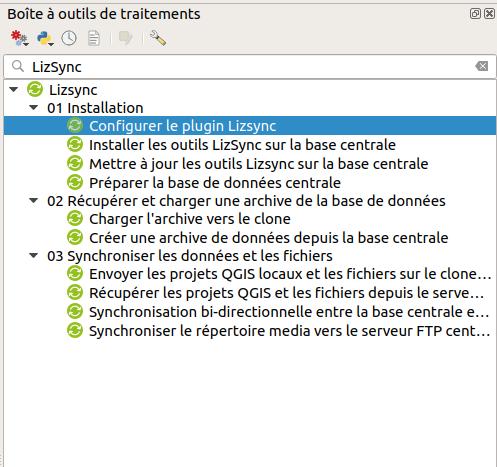 Boîte à outils de traitements
LizSync
Lizsync
01 Installation
Configurer le plugin Lizsync
Installer les outils LizSync sur la base centrale
Mettre à jour les outils Lizsync sur la base centrale
Préparer la base de données centrale
02 Récupérer et charger une archive de la base de données
Charger l'archive vers le clone
Créer une archive de données depuis la base centrale
03 Synchroniser les données et les fichiers
Envoyer les projets QGIS locaux et les fichiers sur le clone...
Récupérer les projets QGIS et les fichiers depuis le serve...
Synchronisation bi-directionnelle entre la base centrale e...
Synchroniser le répertoire media vers le serveur FTP cent...